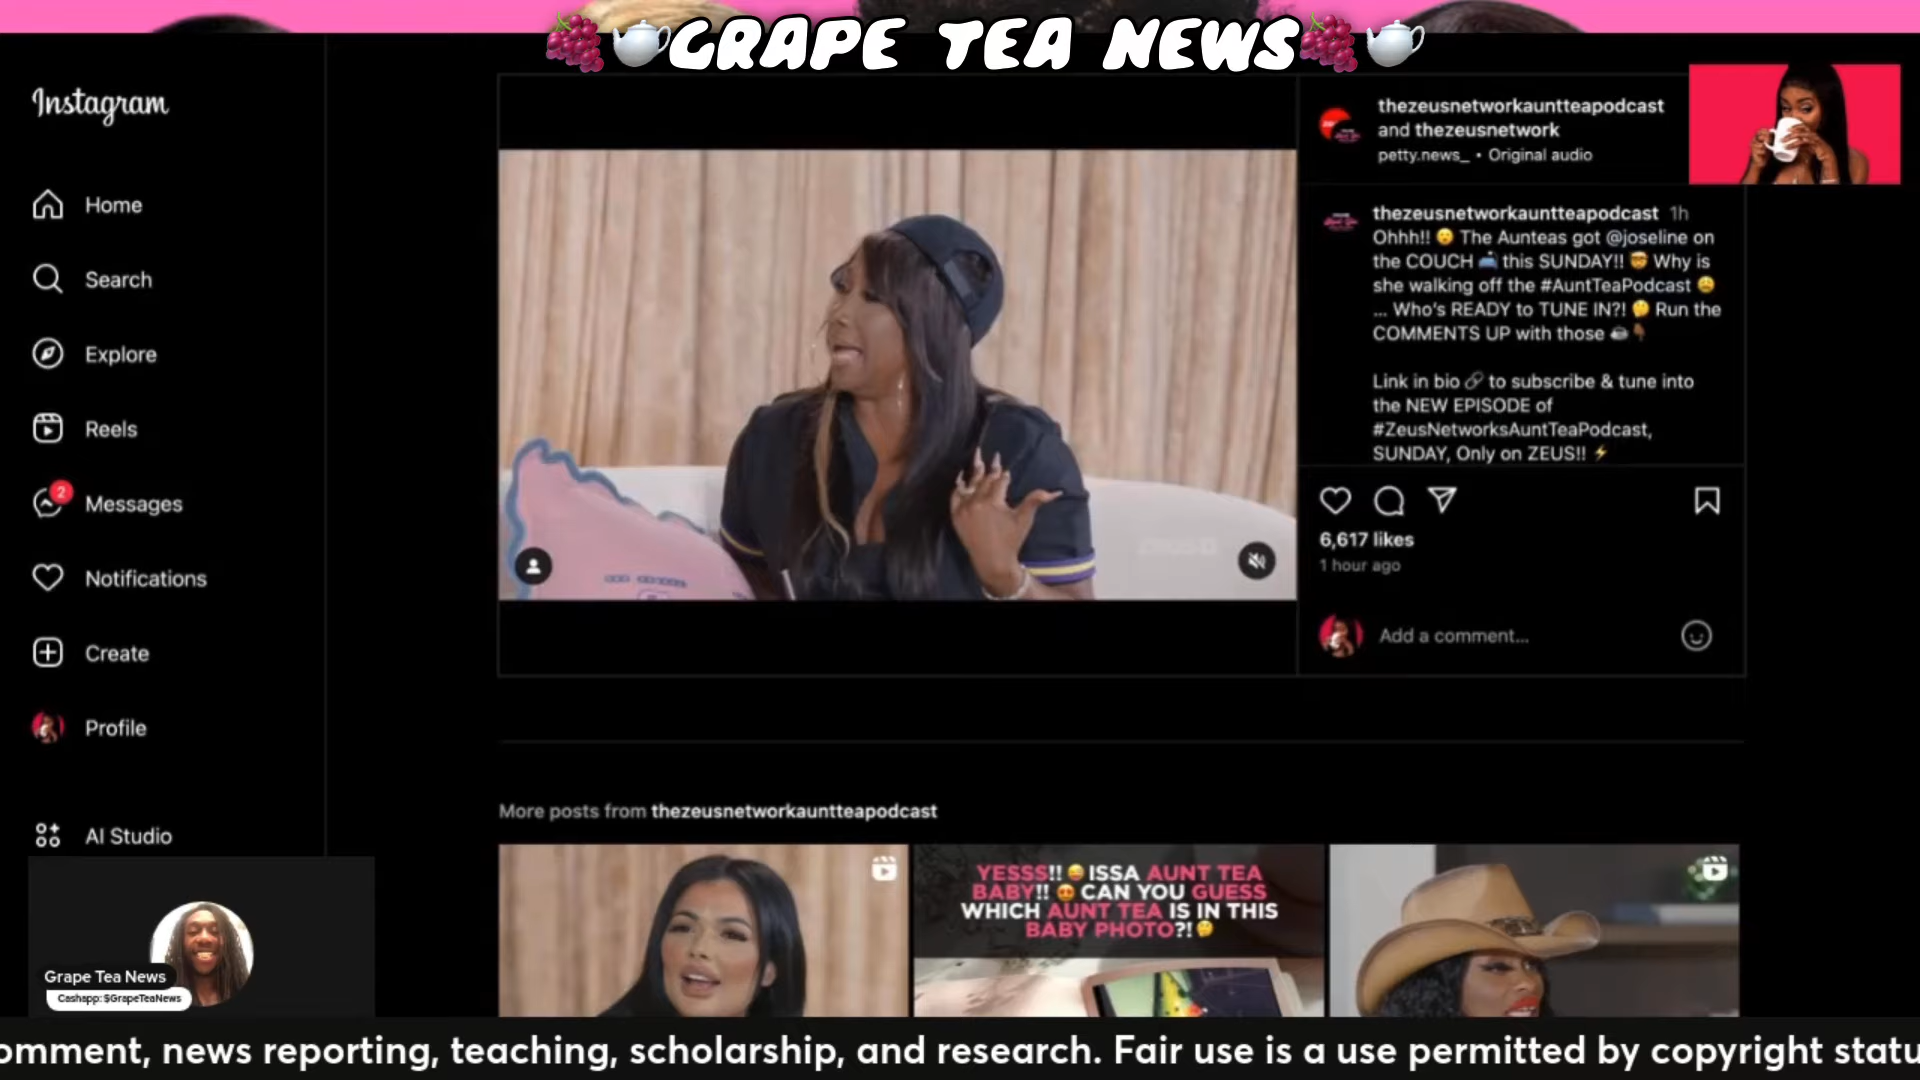 GRAPE TEA NEWS
Instagram
Home
Search
Explore
Reels
2
Messages
Notifications
Create
Profile
AI Studio
thezeusnetworkauntteapodcast
and thezeusnetwork
petty.news_ • Original audio
thezeusnetworkauntteapodcast 1h
Ohhh!! 😮 The Aunteas got @joseline on
the COUCH 🛋️ this SUNDAY!! 🤯 Why is
she walking off the #AuntTeaPodcast 😩
... Who's READY to TUNE IN?! 🤔 Run the
COMMENTS UP with those ☕👇🏾
Link in bio 🔗 to subscribe & tune into
the NEW EPISODE of
#ZeusNetworksAuntTeaPodcast,
SUNDAY, Only on ZEUS!! ⚡
6,617 likes
1 hour ago
Add a comment...
More posts from thezeusnetworkauntteapodcast
YESSS!! 😜 ISSA AUNT TEA
BABY!! 😍 CAN YOU GUESS
WHICH AUNT TEA IS IN THIS
BABY PHOTO?! 🤔
Grape Tea News
Cashapp: $GrapeTeaNews
omment, news reporting, teaching, scholarship, and research. Fair use is a use permitted by copyright statu